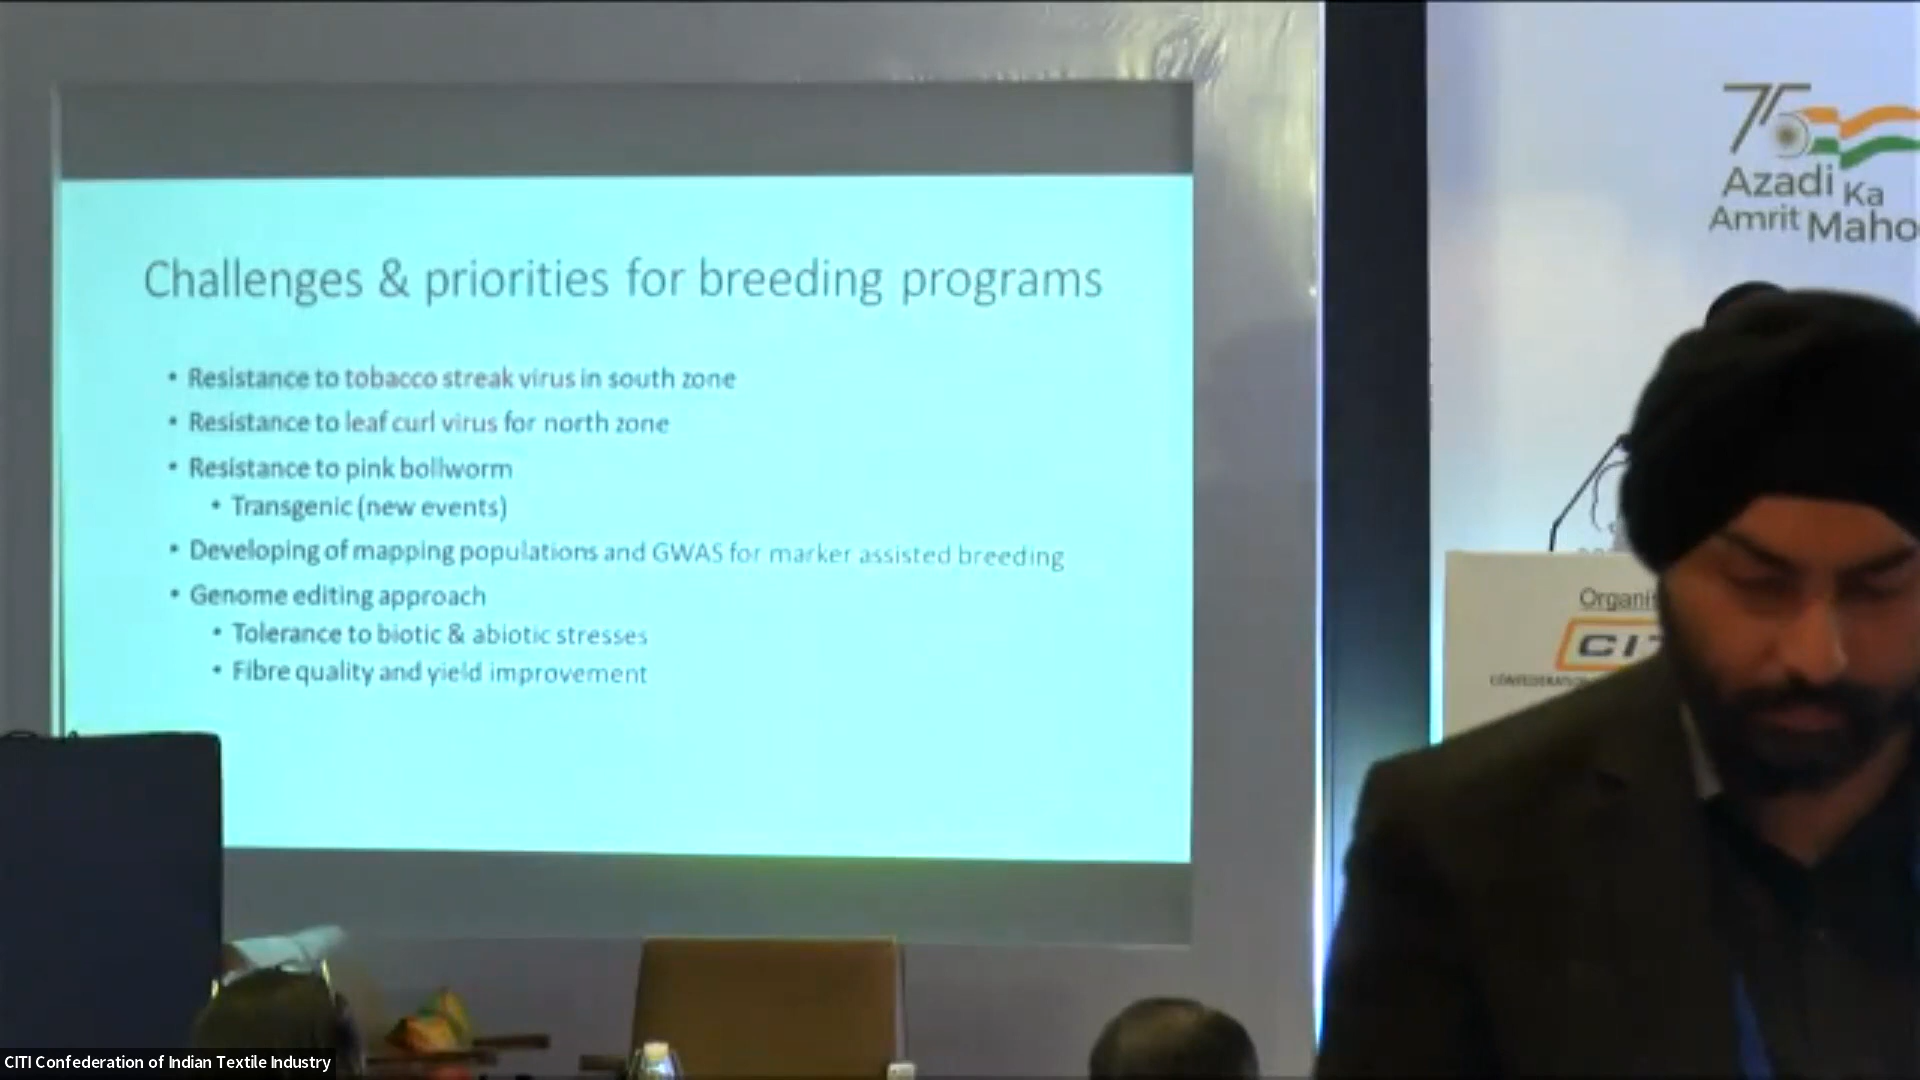 Challenges & priorities for breeding programs
• Resistance to tobacco streak virus in south zone
• Resistance to leaf curl virus for north zone
• Resistance to pink bollworm
• Transgenic (new events)
• Developing of mapping populations and GWAS for marker assisted breeding
• Genome editing approach
• Tolerance to biotic & abiotic stresses
• Fibre quality and yield improvement
75
Azadi Ka
Amrit Maho
Organis
CIT
CONFEDERATION
CITI Confederation of Indian Textile Industry